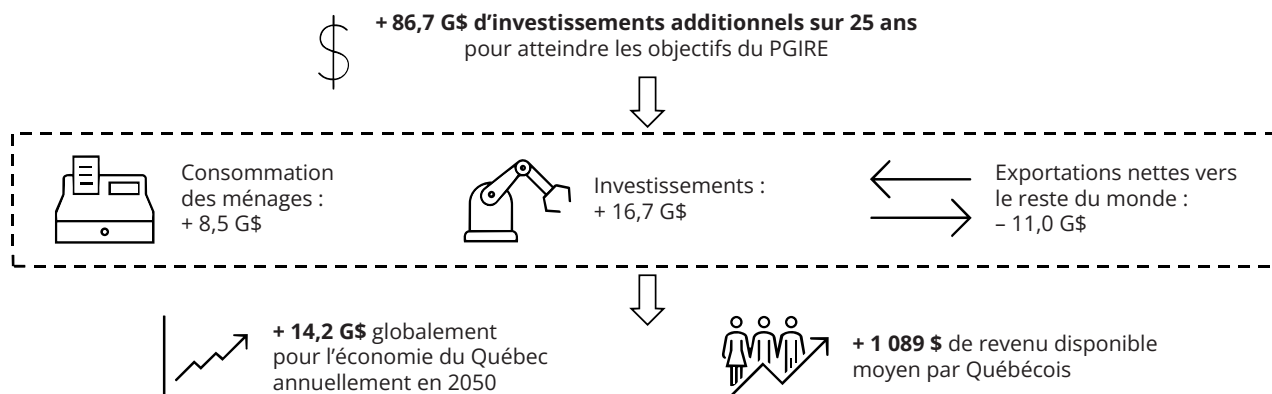 + 86,7 G$ d’investissements additionnels sur 25 ans
pour atteindre les objectifs du PGIRE
Consommation
des ménages :
+ 8,5 G$
Investissements :
+ 16,7 G$
Exportations nettes vers
le reste du monde :
– 11,0 G$
+ 14,2 G$ globalement
pour l’économie du Québec
annuellement en 2050
+ 1 089 $ de revenu disponible
moyen par Québécois